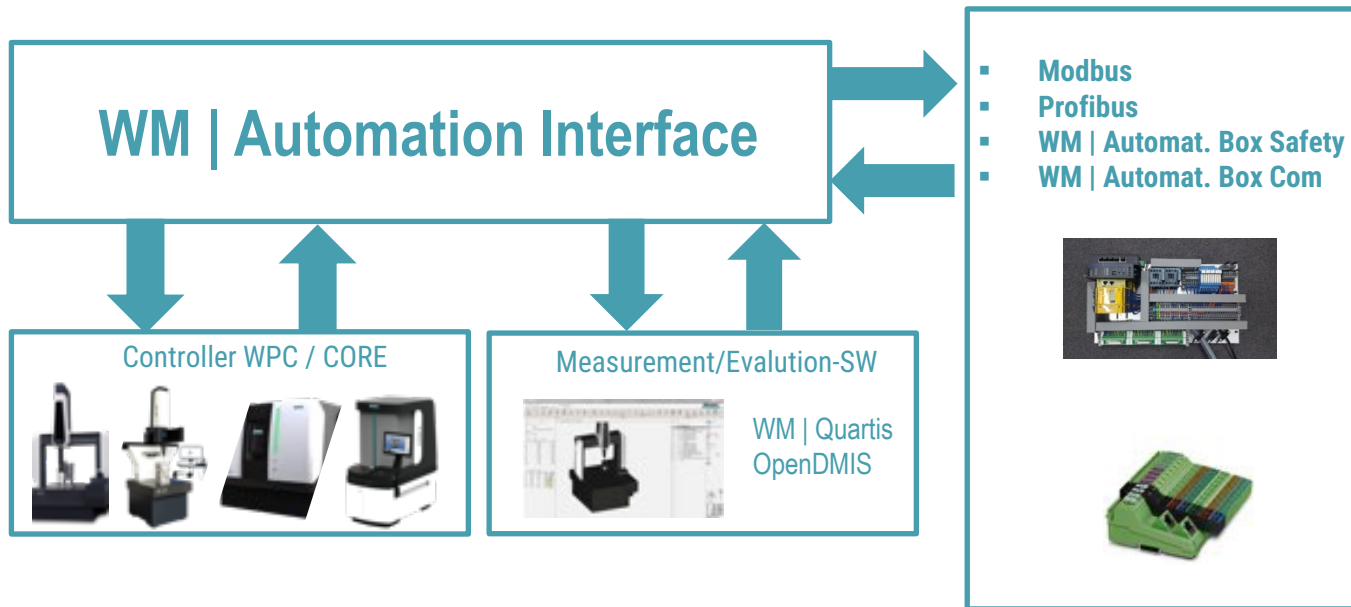 WM | Automation Interface
Modbus
Profibus
WM | Automat. Box Safety
WM | Automat. Box Com
Controller WPC / CORE
Measurement/Evalution-SW
WM | Quartis
OpenDMIS